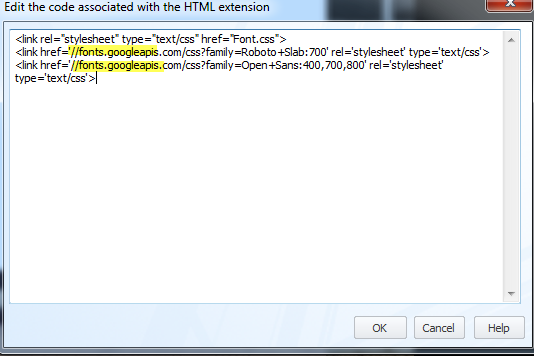 Edit the code associated with the HTML extension
<link rel="stylesheet" type="text/css" href="Font.css">
<link href='//fonts.googleapis.com/css?family=Roboto+Slab:700' rel='stylesheet' type='text/css'>
<link href='//fonts.googleapis.com/css?family=Open+Sans:400,700,800' rel='stylesheet'
type='text/css'>
OK Cancel Help